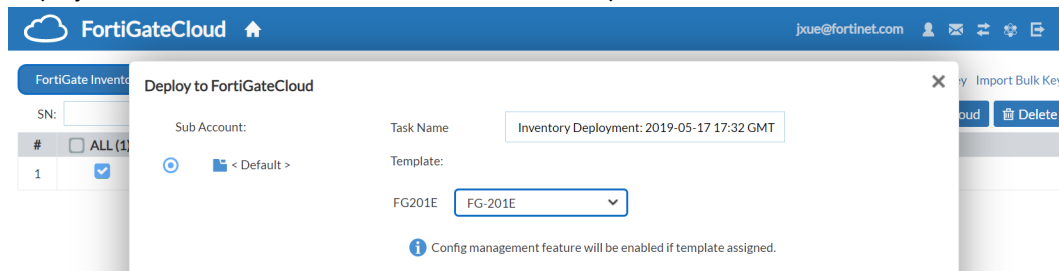 FortiGateCloud
jxue@fortinet.com
FortiGate Invento
Deploy to FortiGateCloud
ey Import Bulk Key
SN:
Sub Account:
Task Name
Inventory Deployment: 2019-05-17 17:32 GMT
oud
Delete
# ALL (1)
< Default >
Template:
1
FG201E
FG-201E
Config management feature will be enabled if template assigned.